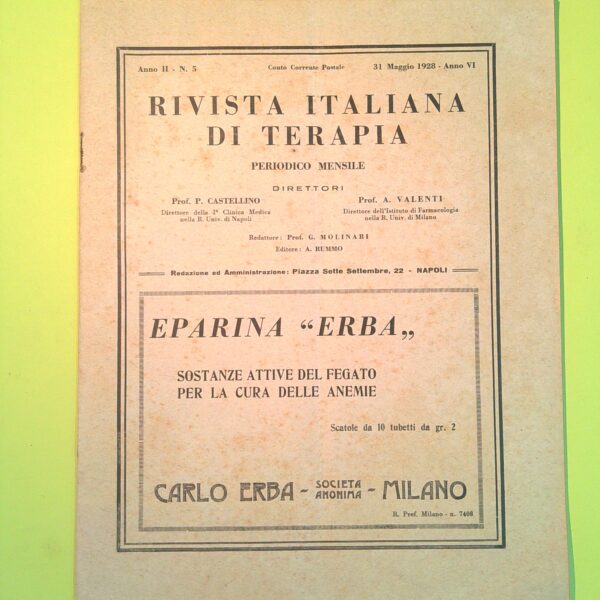 Anno II - N. 5 Conto Corrente Postale 31 Maggio 1928 - Anno VI
RIVISTA ITALIANA
DI TERAPIA
PERIODICO MENSILE
DIRETTORI
Prof. P. CASTELLINO Prof. A. VALENTI
Direttore della 1ª Clinica Medica Direttore dell'Istituto di Farmacologia
nella R. Univ. di Napoli nella R. Univ. di Milano
Redattore: Prof. G. MOLINARI
Editore: A. RUMMO
Redazione ed Amministrazione: Piazza Sette Settembre, 22 - NAPOLI
EPARINA “ERBA„
SOSTANZE ATTIVE DEL FEGATO
PER LA CURA DELLE ANEMIE
Scatole da 10 tubetti da gr. 2
CARLO ERBA - SOCIETA ANONIMA - MILANO
R. Pref. Milano - n. 7408